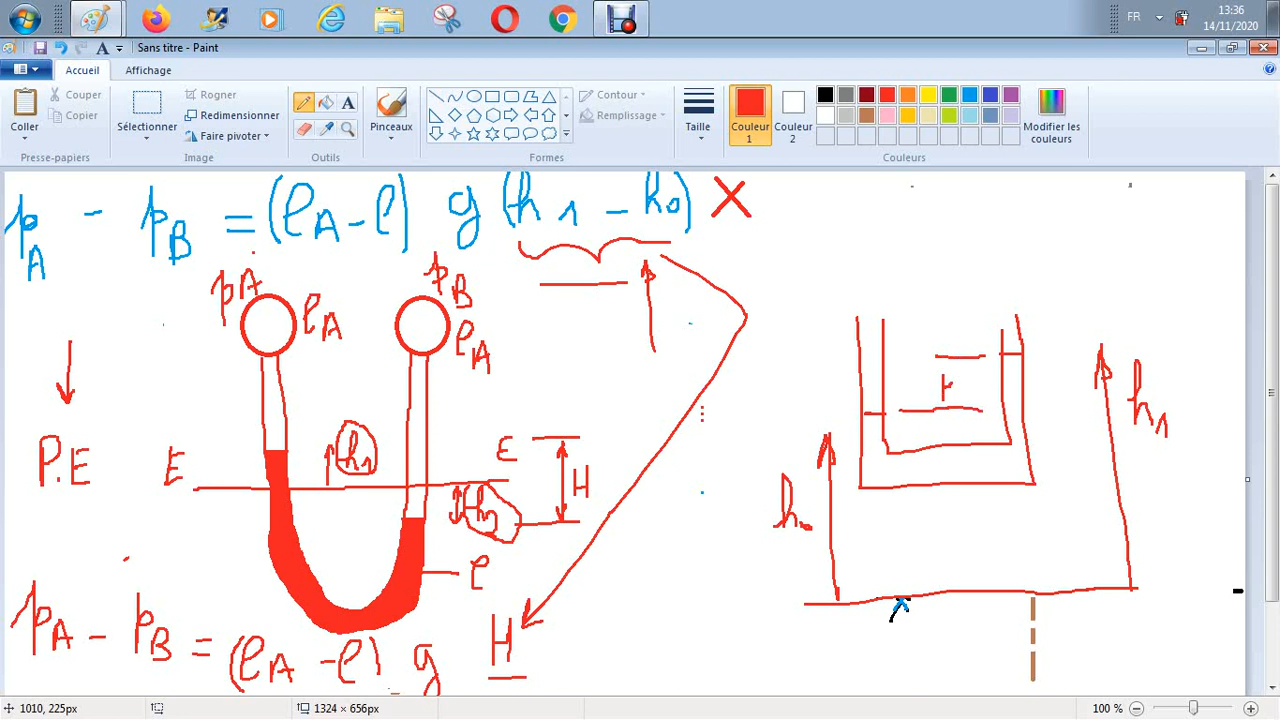 FR
13:36
14/11/2020
Sans titre - Paint
Accueil
Affichage
Coller
Couper
Copier
Presse-papiers
Sélectionner
Rogner
Redimensionner
Faire pivoter
Image
A
Outils
Pinceaux
Contour
Remplissage
Formes
Taille
Couleur 1
Couleur 2
Modifier les couleurs
Couleurs
pA - pB = (ρA - ρ) g (h1 - h0) X
pA
ρA
pB
ρA
P.E
E
h1
E
H
h2
ρ
pA - pB = (ρA - ρ) g H
h0
h1
1010, 225px
1324 × 656px
100 %